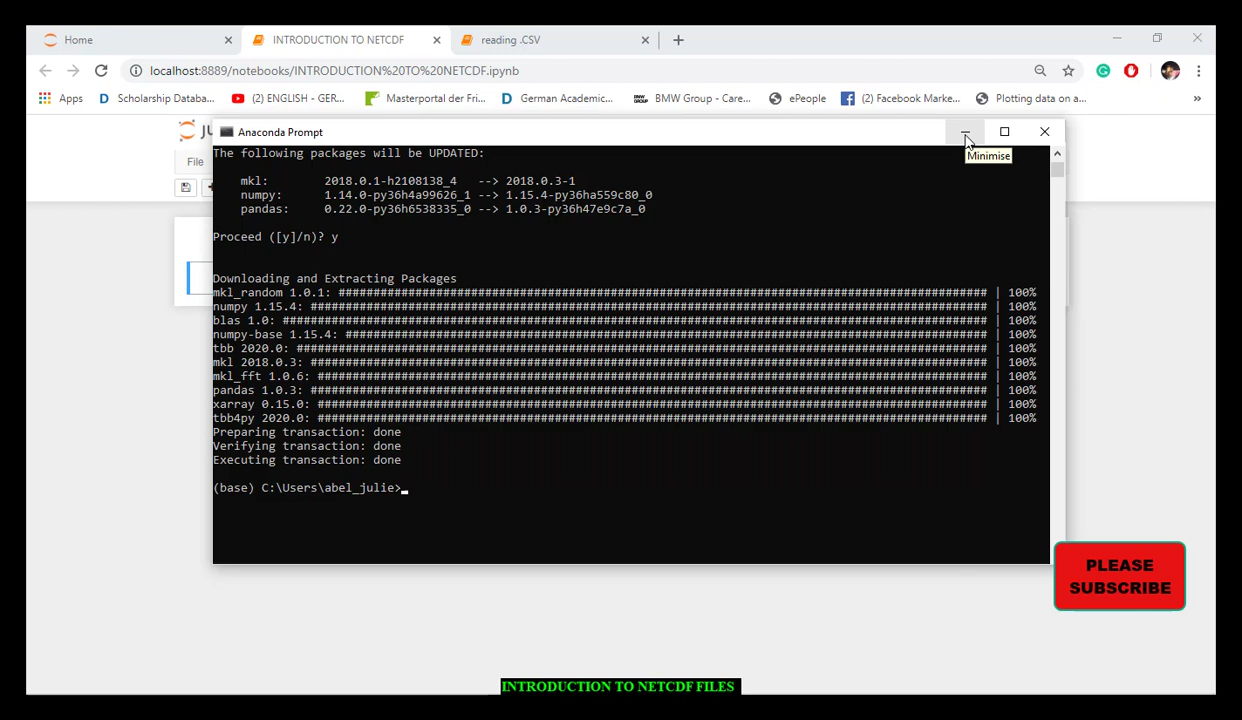 Home
INTRODUCTION TO NETCDF
reading .CSV
localhost:8889/notebooks/INTRODUCTION%20TO%20NETCDF.ipynb
Apps
Scholarship Databa...
(2) ENGLISH - GER...
Masterportal der Fri...
German Academic...
BMW Group - Care...
ePeople
(2) Facebook Marke...
Plotting data on a...
»
JU
Anaconda Prompt
Minimise
File
The following packages will be UPDATED:
mkl: 2018.0.1-h2108138_4 --> 2018.0.3-1
numpy: 1.14.0-py36h4a99626_1 --> 1.15.4-py36ha559c80_0
pandas: 0.22.0-py36h6538335_0 --> 1.0.3-py36h47e9c7a_0
Proceed ([y]/n)? y
Downloading and Extracting Packages
mkl_random 1.0.1: ############################################################################################# | 100%
numpy 1.15.4: ################################################################################################# | 100%
blas 1.0: ##################################################################################################### | 100%
numpy-base 1.15.4: ############################################################################################ | 100%
tbb 2020.0: ################################################################################################### | 100%
mkl 2018.0.3: ################################################################################################# | 100%
mkl_fft 1.0.6: ################################################################################################ | 100%
pandas 1.0.3: ################################################################################################# | 100%
xarray 0.15.0: ################################################################################################ | 100%
tbb4py 2020.0: ################################################################################################ | 100%
Preparing transaction: done
Verifying transaction: done
Executing transaction: done
(base) C:\Users\abel_julie>
PLEASE
SUBSCRIBE
INTRODUCTION TO NETCDF FILES